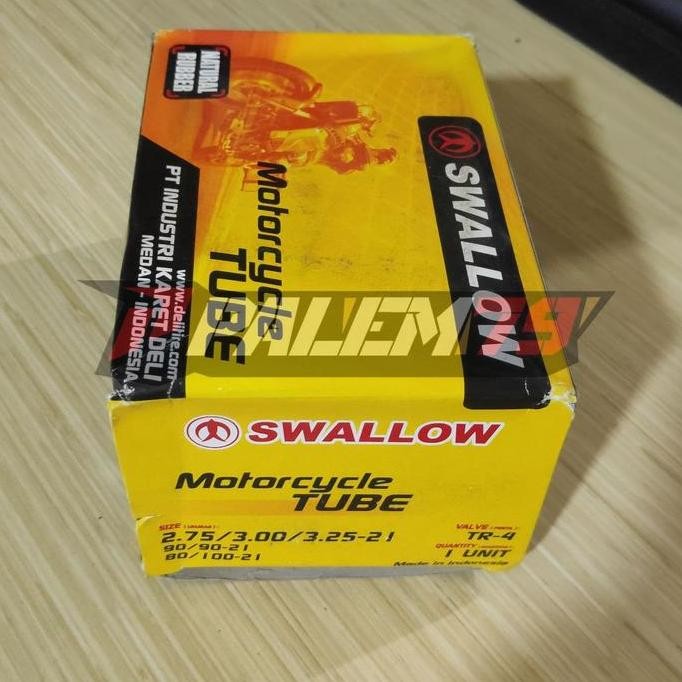 NATURAL
RUBBER
SWALLOW
Motorcycle
TUBE
www.delitire.com
PT INDUSTRI KARET DELI
MEDAN - INDONESIA
SWALLOW
Motorcycle
TUBE
SIZE
2.75/3.00/3.25-21
90/90-21
80/100-21
VALVE
TR-4
QUANTITY
1 UNIT
Made in Indonesia